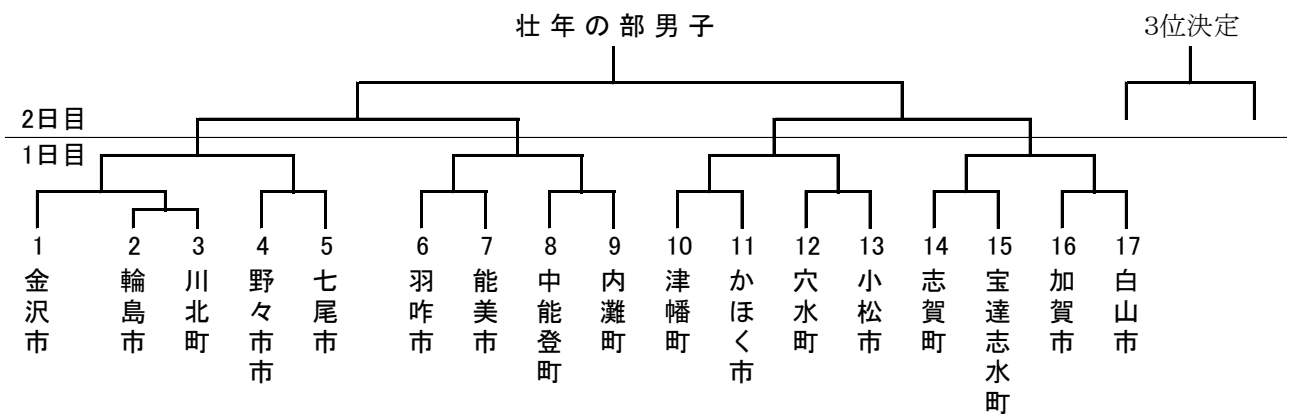 壮年の部男子
3位決定
2日目
1日目
1 2 3 4 5 6 7 8 9 10 11 12 13 14 15 16 17
金沢市
輪島市
川北町
野々市市
七尾市
羽咋市
能美市
中能登町
内灘町
津幡町
かほく市
穴水町
小松市
志賀町
宝達志水町
加賀市
白山市